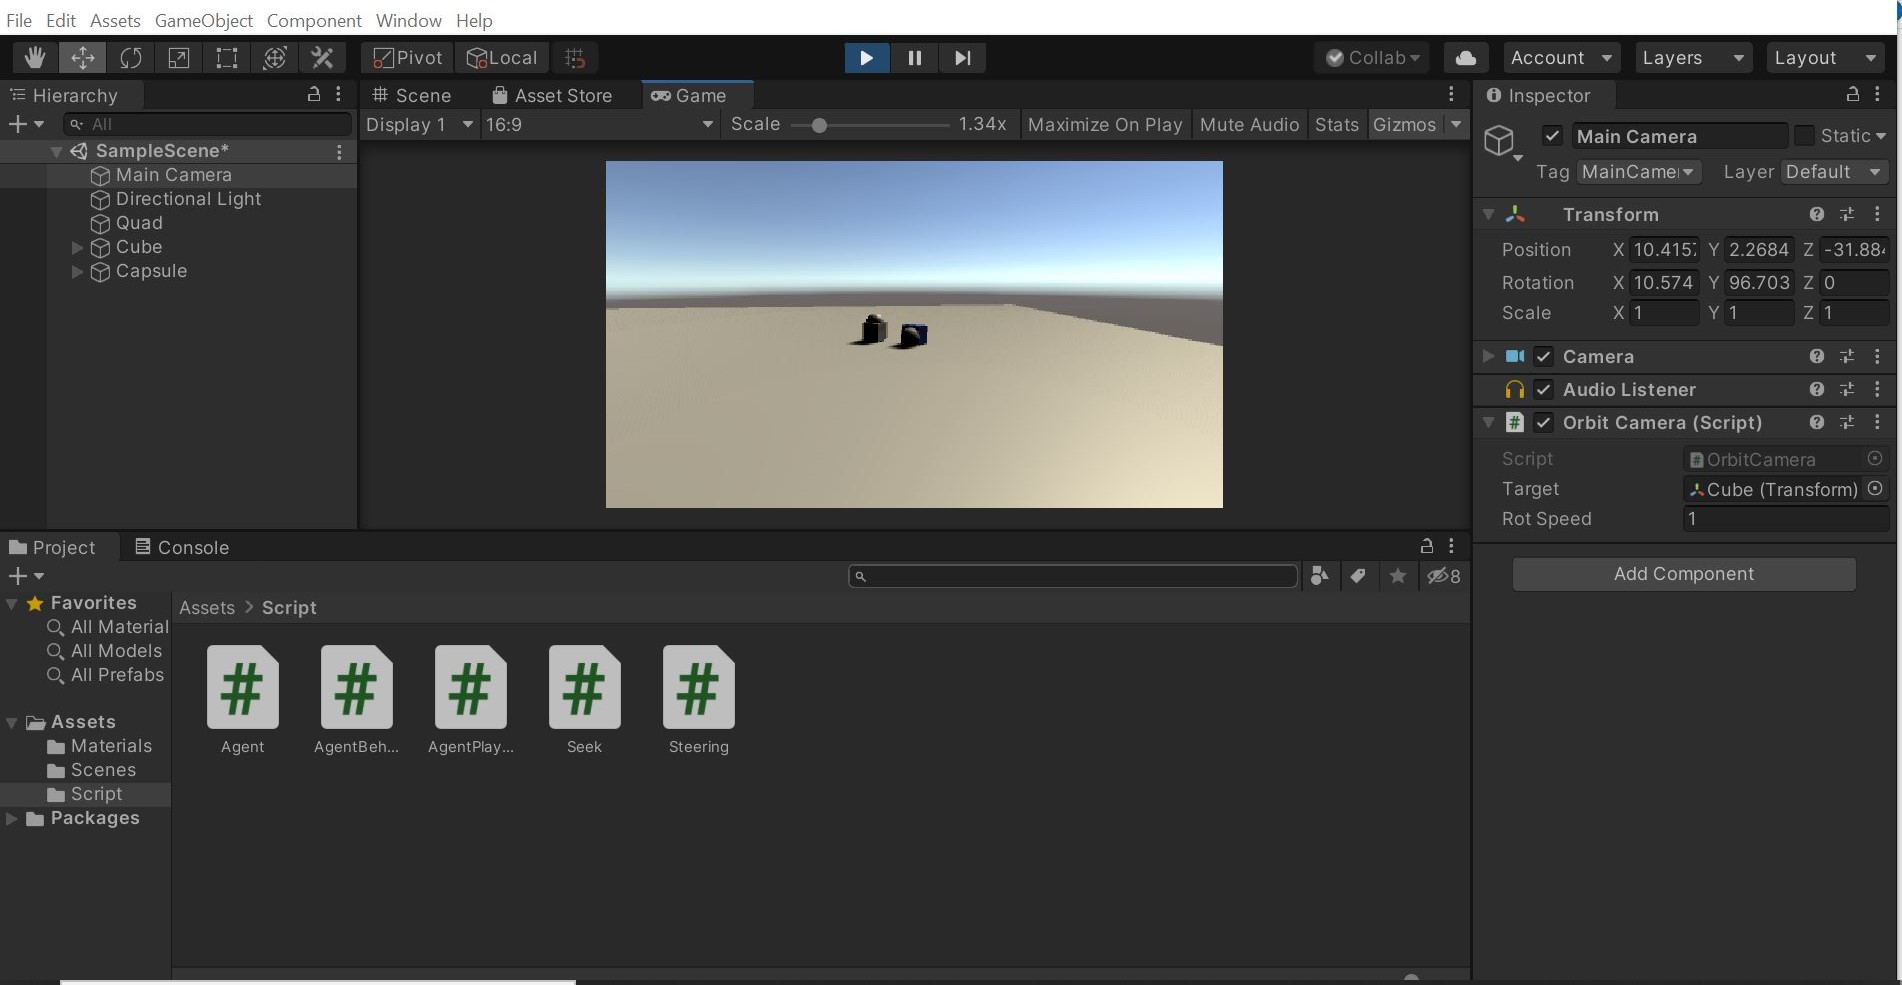 File Edit Assets GameObject Component Window Help
Pivot Local Collab Account Layers Layout
Hierarchy
All
SampleScene*
Main Camera
Directional Light
Quad
Cube
Capsule
Scene Asset Store Game
Display 1 16:9 Scale 1.34x Maximize On Play Mute Audio Stats Gizmos
Inspector
Main Camera Static
Tag MainCame Layer Default
Transform
Position X 10.415 Y 2.2684 Z -31.88
Rotation X 10.574 Y 96.703 Z 0
Scale X 1 Y 1 Z 1
Camera
Audio Listener
# Orbit Camera (Script)
Script # OrbitCamera
Target Cube (Transform)
Rot Speed 1
Add Component
Project Console
8
Favorites
All Material
All Models
All Prefabs
Assets
Materials
Scenes
Script
Packages
Assets > Script
# # # # #
Agent AgentBeh... AgentPlay... Seek Steering